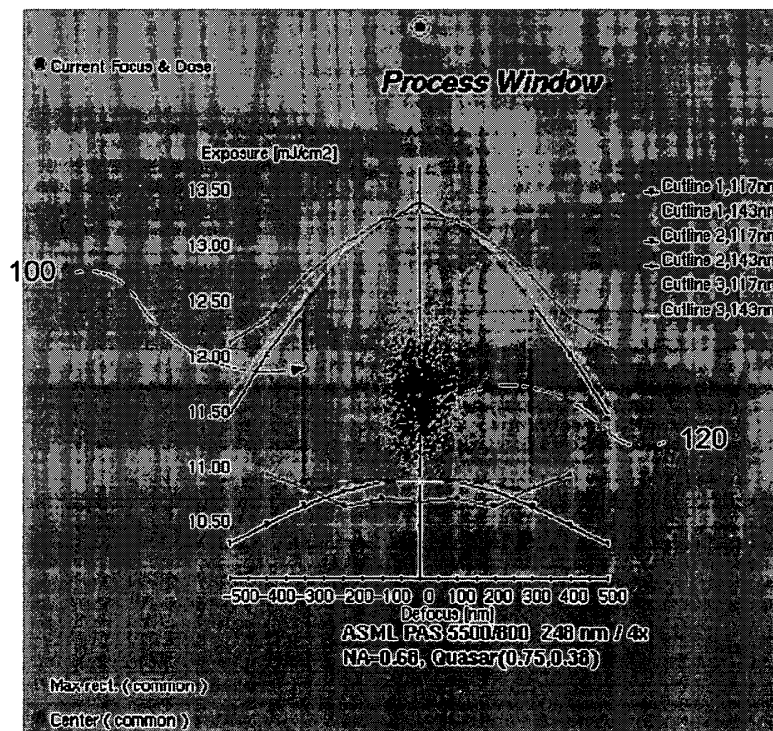 Current Focus & Dose
Process Window
Exposure [mJ/cm2]
13.50
13.00
12.50
12.00
11.50
11.00
10.50
100
120
Cutline 1,117nm
Cutline 1,143nm
Cutline 2,117nm
Cutline 2,143nm
Cutline 3,117nm
Cutline 3,143nm
-500 -400 -300 -200 -100 0 100 200 300 400 500
Defocus [nm]
ASML PAS 5500/800 248 nm / 4x
NA=0.68, Quasar(0.75,0.38)
Max rect. ( common )
Center ( common )